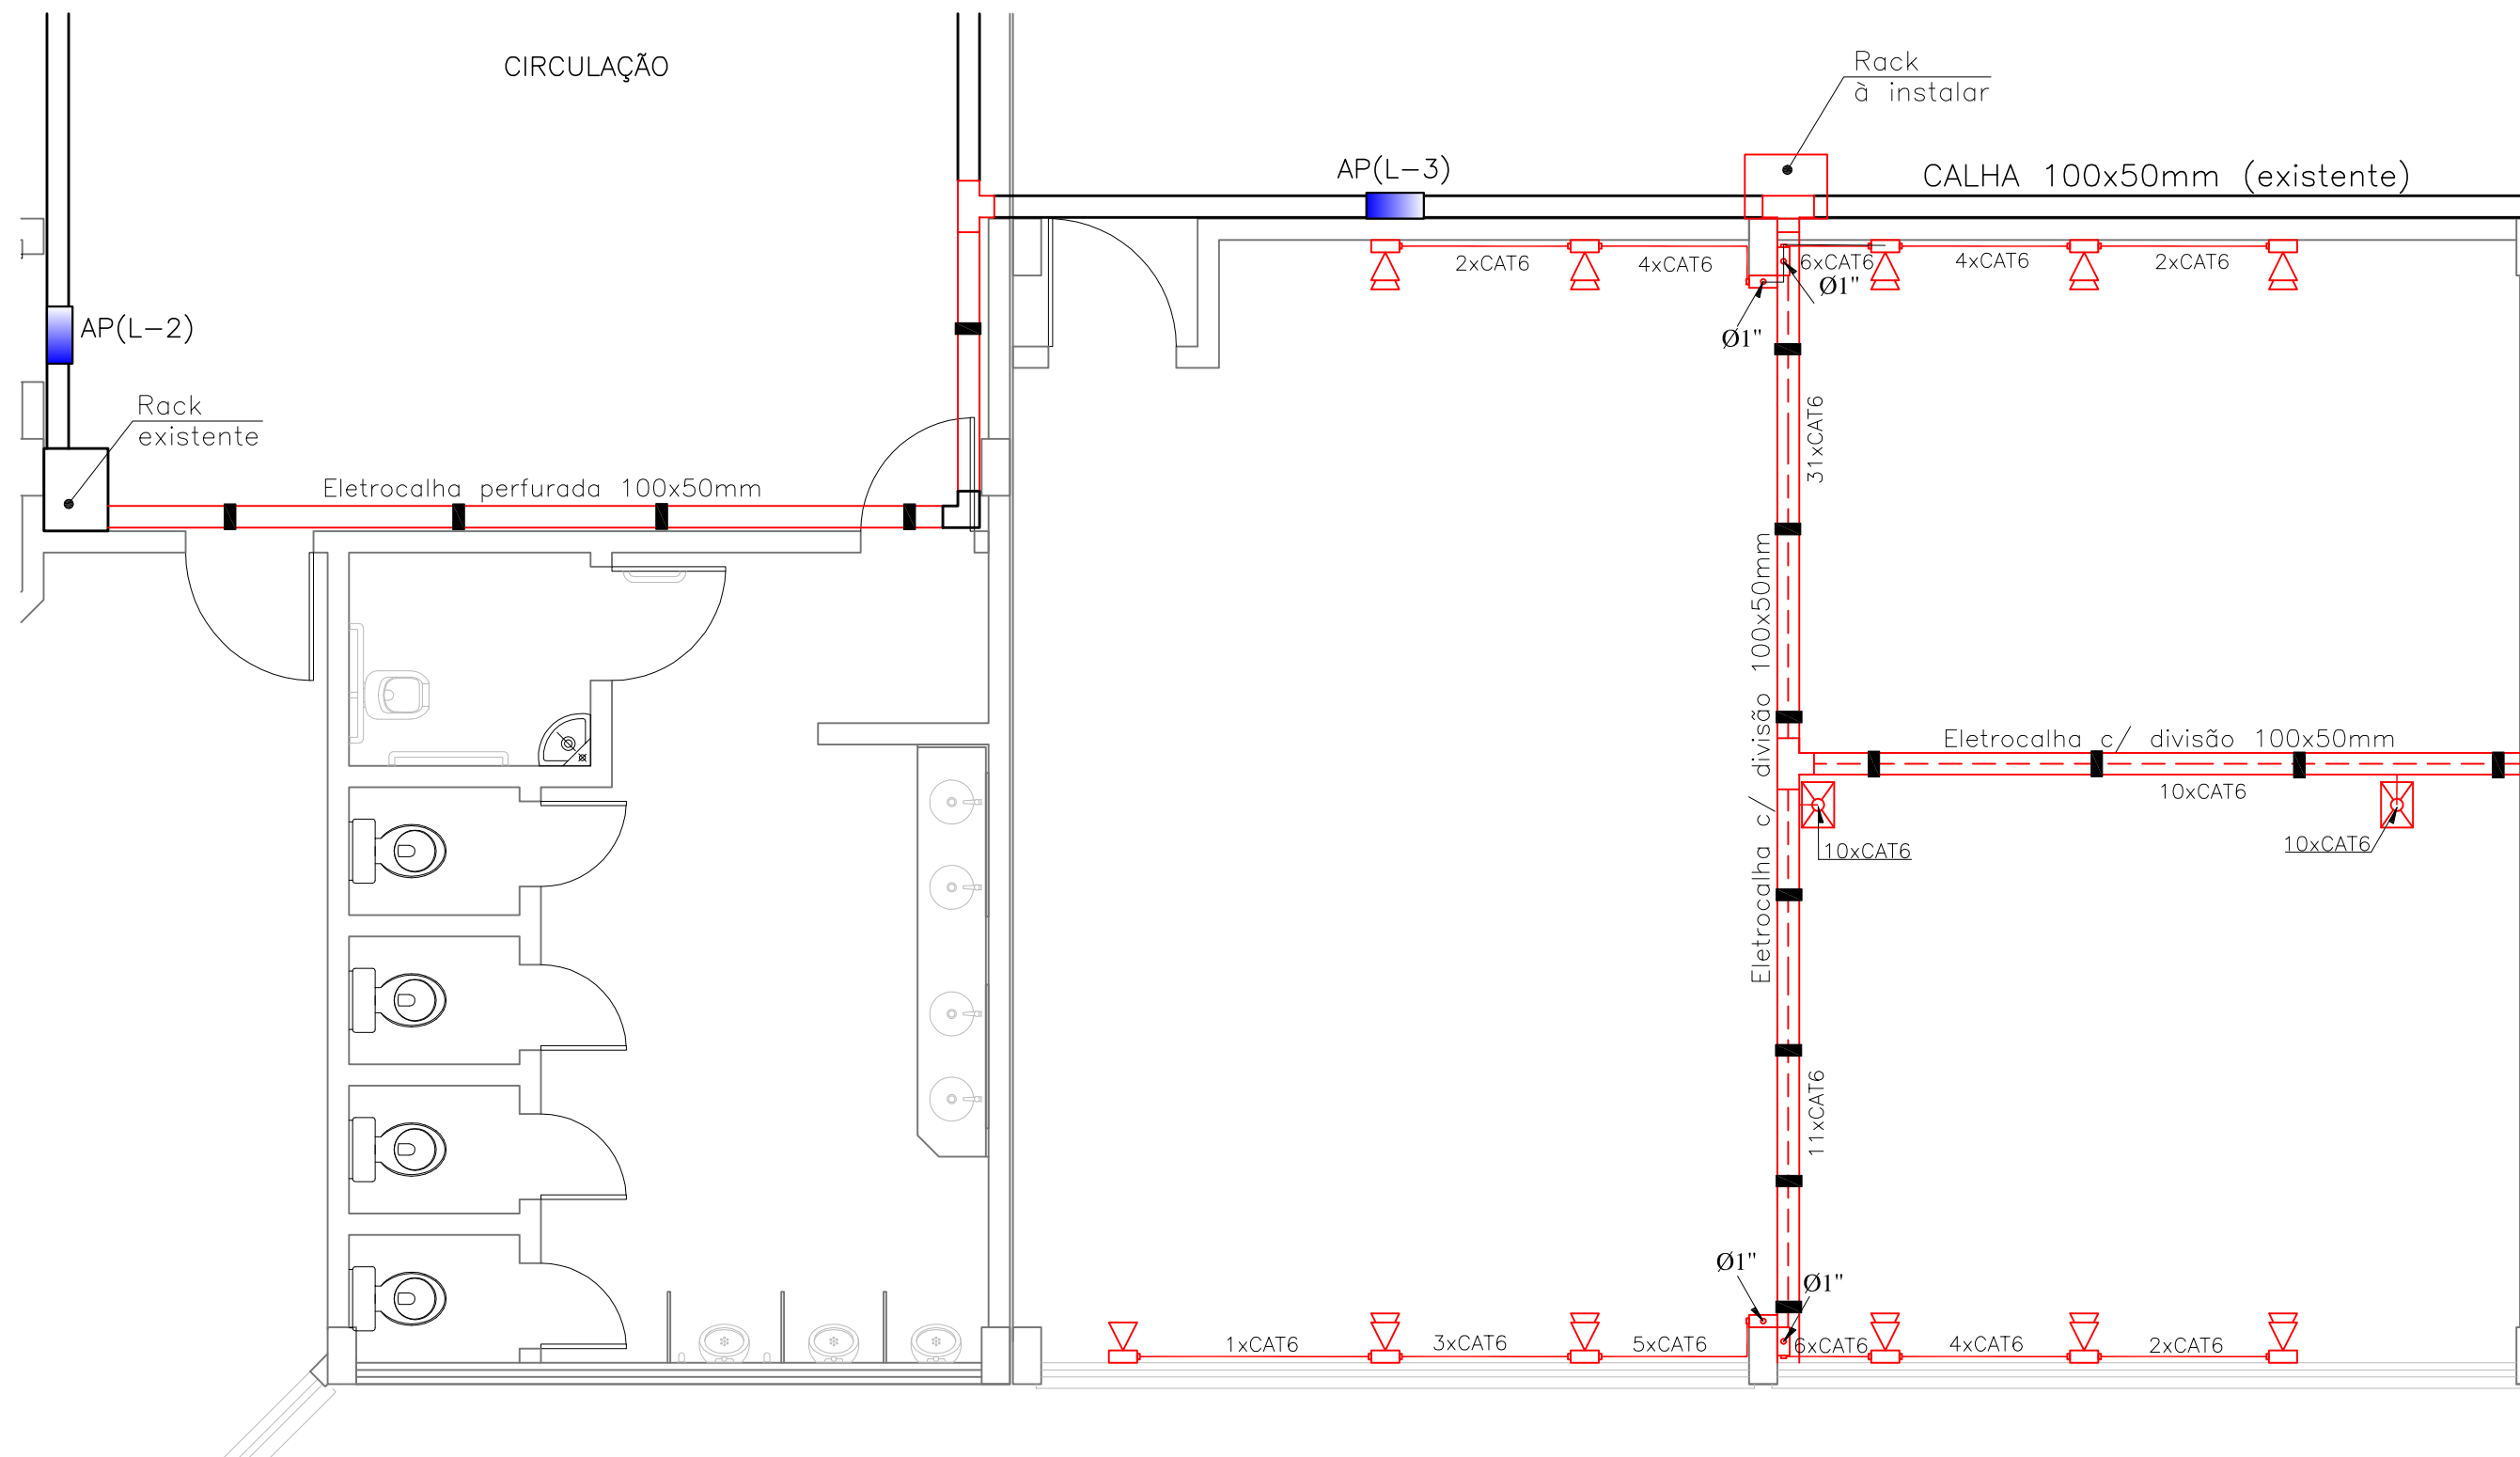 CIRCULAÇÃO
Rack
à instalar
AP(L-3)
CALHA 100x50mm (existente)
2xCAT6
4xCAT6
6xCAT6
4xCAT6
2xCAT6
Ø1"
Ø1"
AP(L-2)
Rack
existente
31xCAT6
Eletrocalha perfurada 100x50mm
Eletrocalha c/ divisão 100x50mm
Eletrocalha c/ divisão 100x50mm
10xCAT6
10xCAT6
10xCAT6
11xCAT6
Ø1"
Ø1"
1xCAT6
3xCAT6
5xCAT6
6xCAT6
4xCAT6
2xCAT6